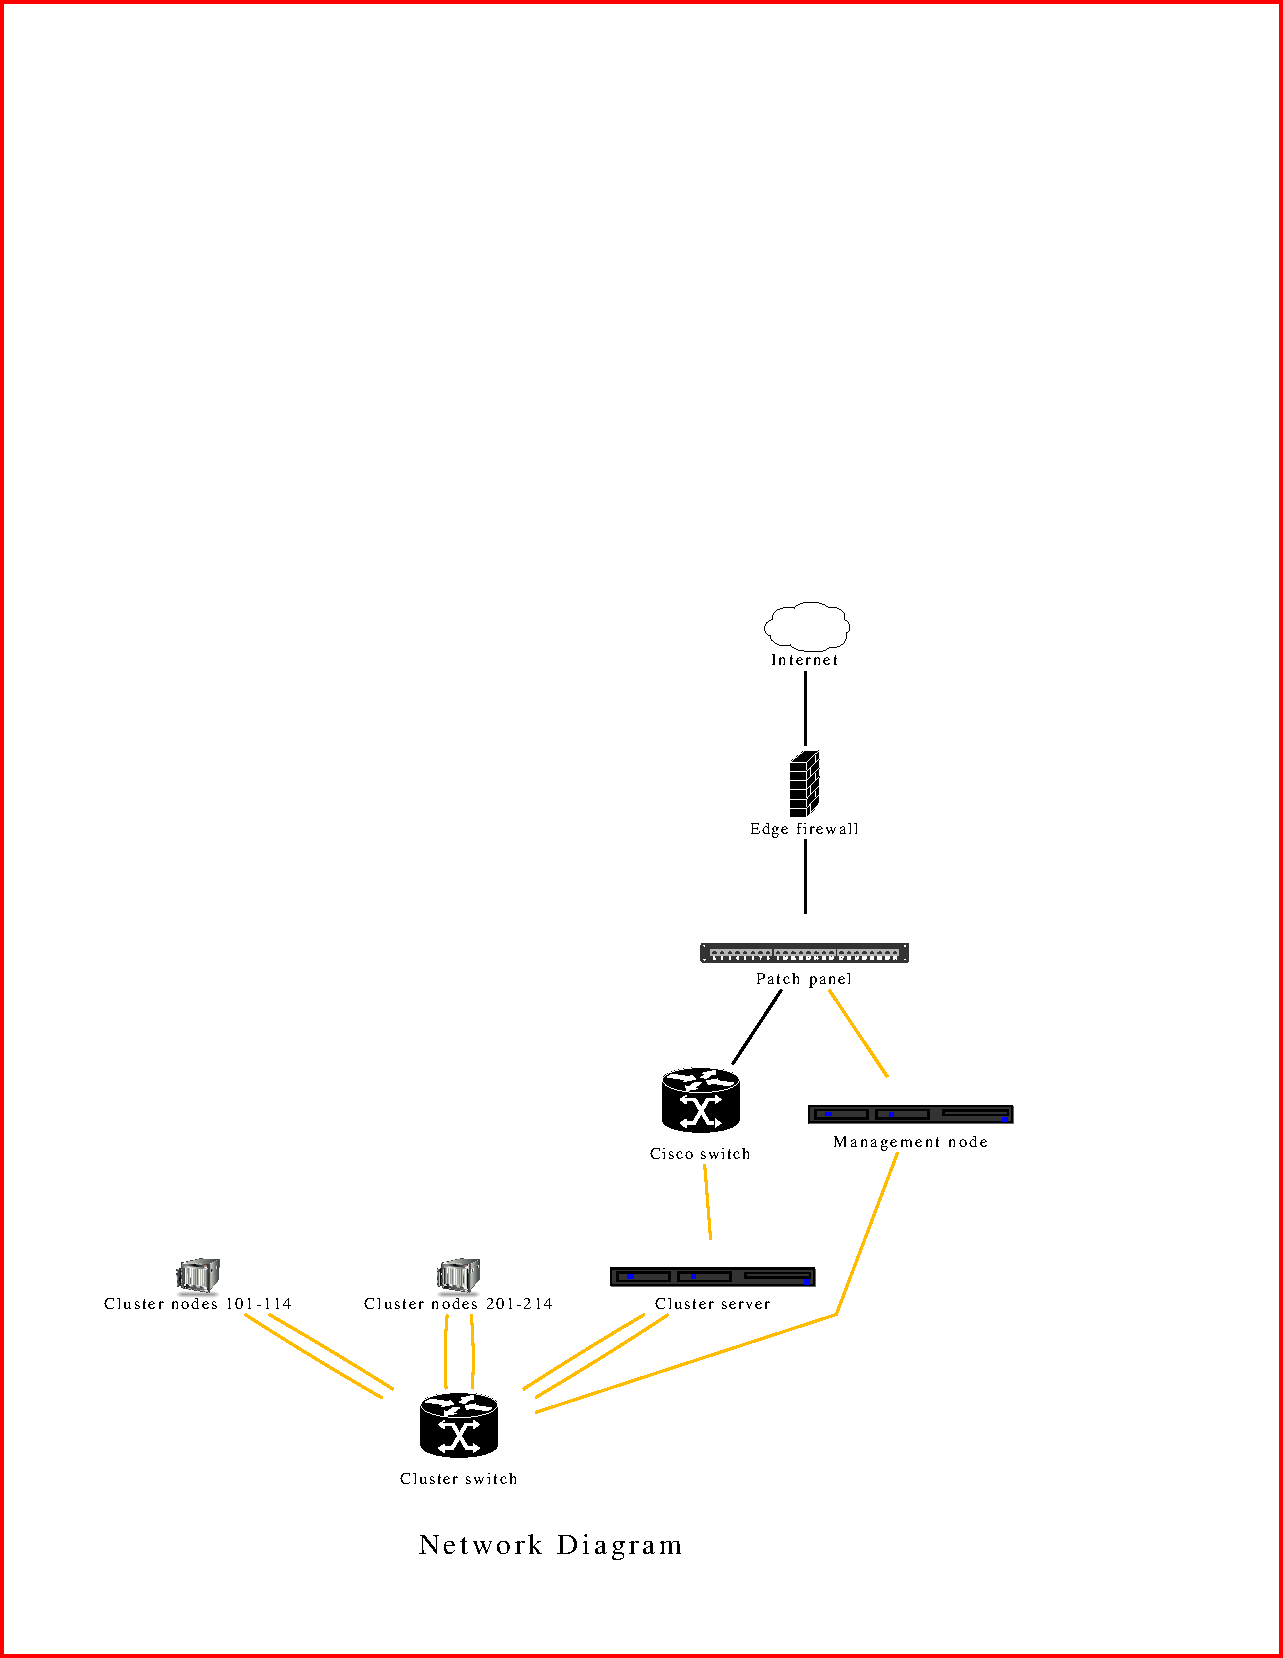 Internet
Edge firewall
Patch panel
Cisco switch
Management node
Cluster nodes 101-114
Cluster nodes 201-214
Cluster server
Cluster switch
Network Diagram